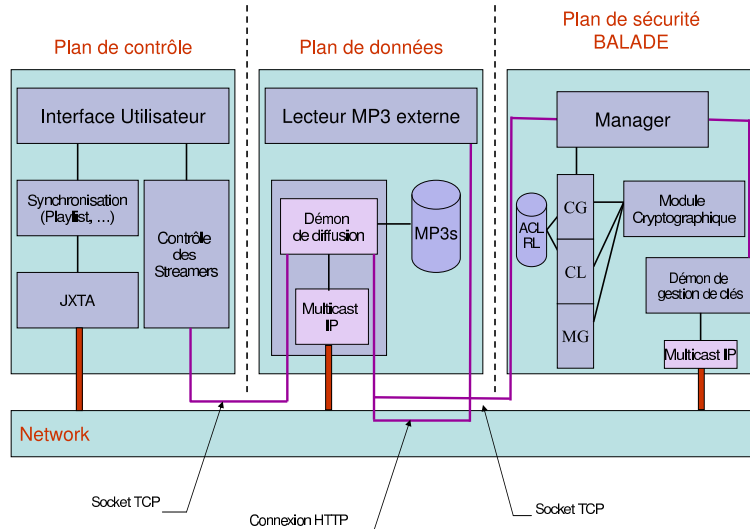 Plan de contrôle
Plan de données
Plan de sécurité
BALADE
Interface Utilisateur
Synchronisation
(Playllist, ...)
JXTA
Contrôle
des
Streamers
Lecteur MP3 externe
Démon
de diffusion
MP3s
Multicast
IP
Manager
ACL
RL
CG
CL
MG
Module
Cryptographique
Démon de
gestion de clés
Multicast IP
Network
Socket TCP
Connexion HTTP
Socket TCP